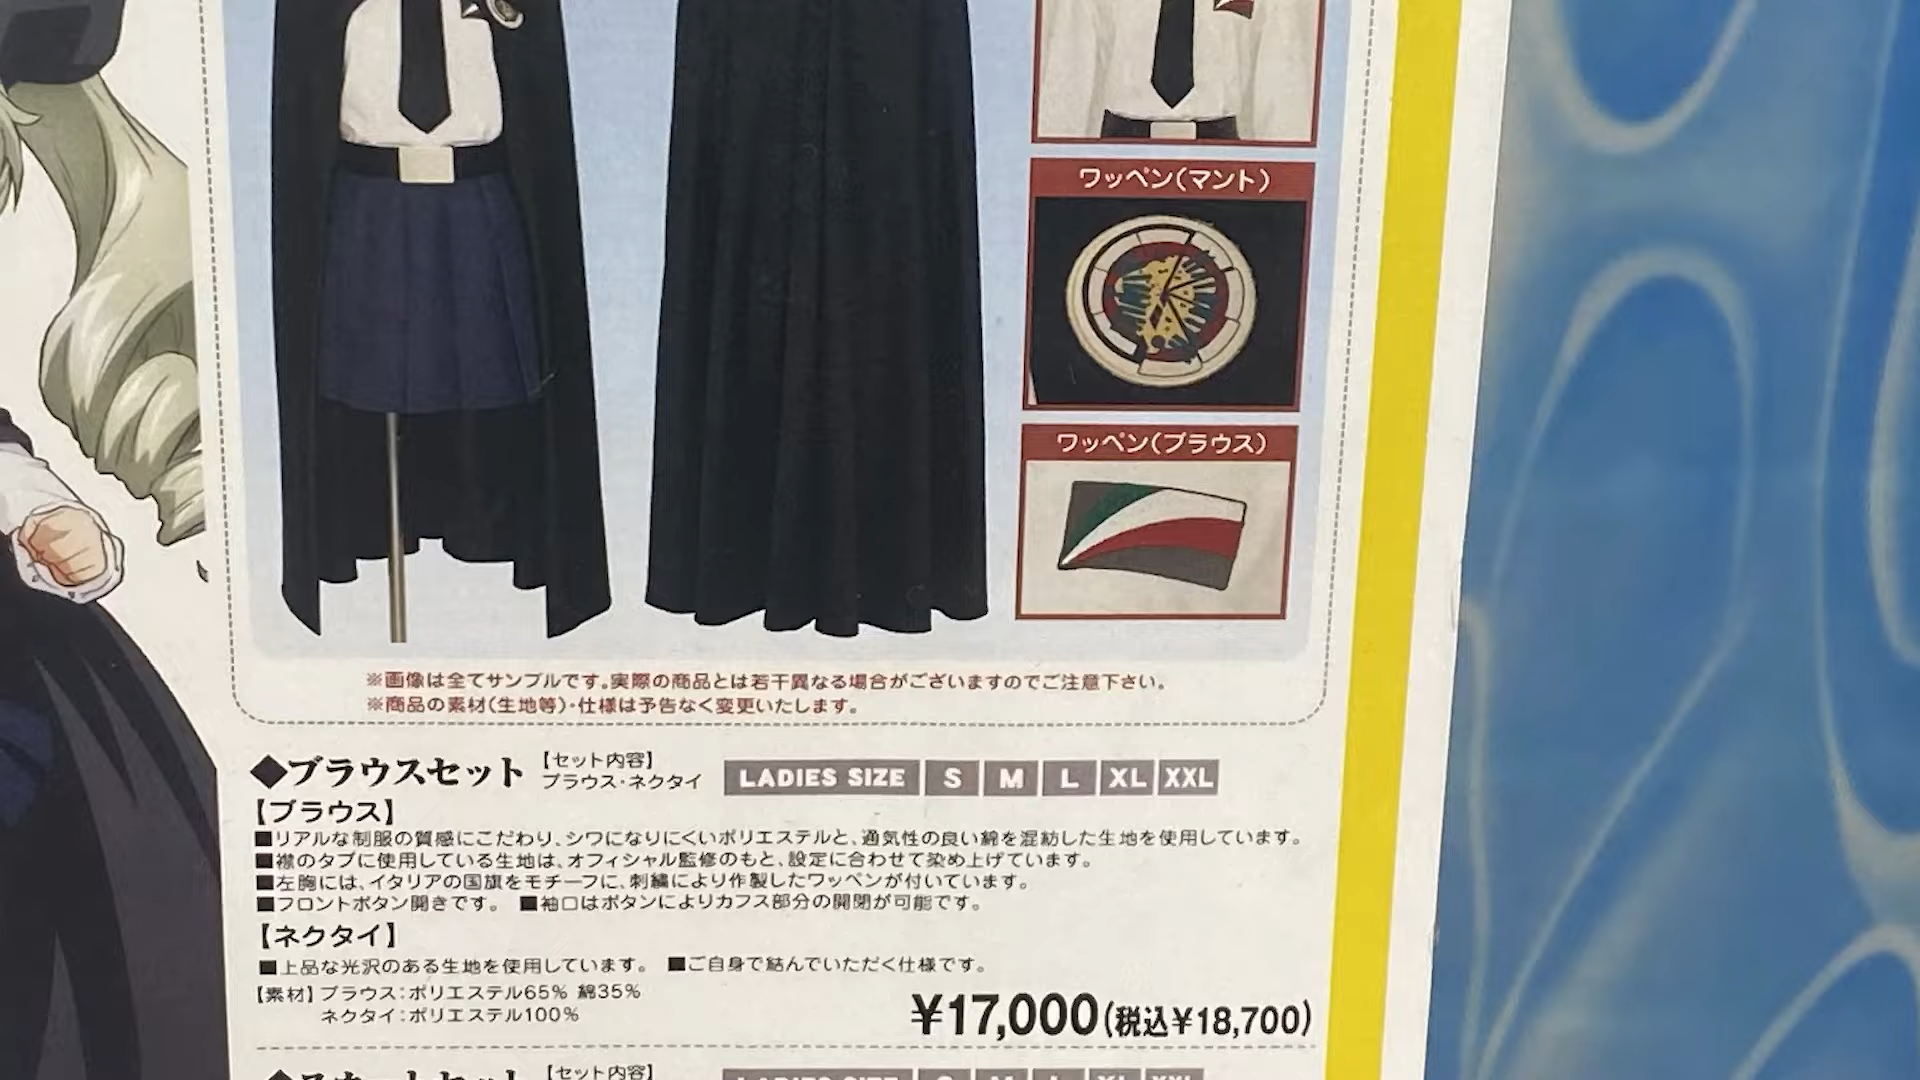 ワッペン(マント)
ワッペン(ブラウス)
※画像は全てサンプルです。実際の商品とは若干異なる場合がございますのでご注意下さい。
※商品の素材(生地等)・仕様は予告なく変更いたします。
◆ブラウスセット 【セット内容】 ブラウス・ネクタイ LADIES SIZE S M L XL XXL
【ブラウス】
■リアルな制服の質感にこだわり、シワになりにくいポリエステルと、通気性の良い綿を混紡した生地を使用しています。
■襟のタブに使用している生地は、オフィシャル監修のもと、設定に合わせて染め上げています。
■左胸には、イタリアの国旗をモチーフに、刺繍により作製したワッペンが付いています。
■フロントボタン開きです。 ■袖口はボタンによりカフス部分の開閉が可能です。
【ネクタイ】
■上品な光沢のある生地を使用しています。 ■ご自身で結んでいただく仕様です。
【素材】ブラウス:ポリエステル65% 綿35%
ネクタイ:ポリエステル100%
¥17,000(税込¥18,700)
【セット内容】